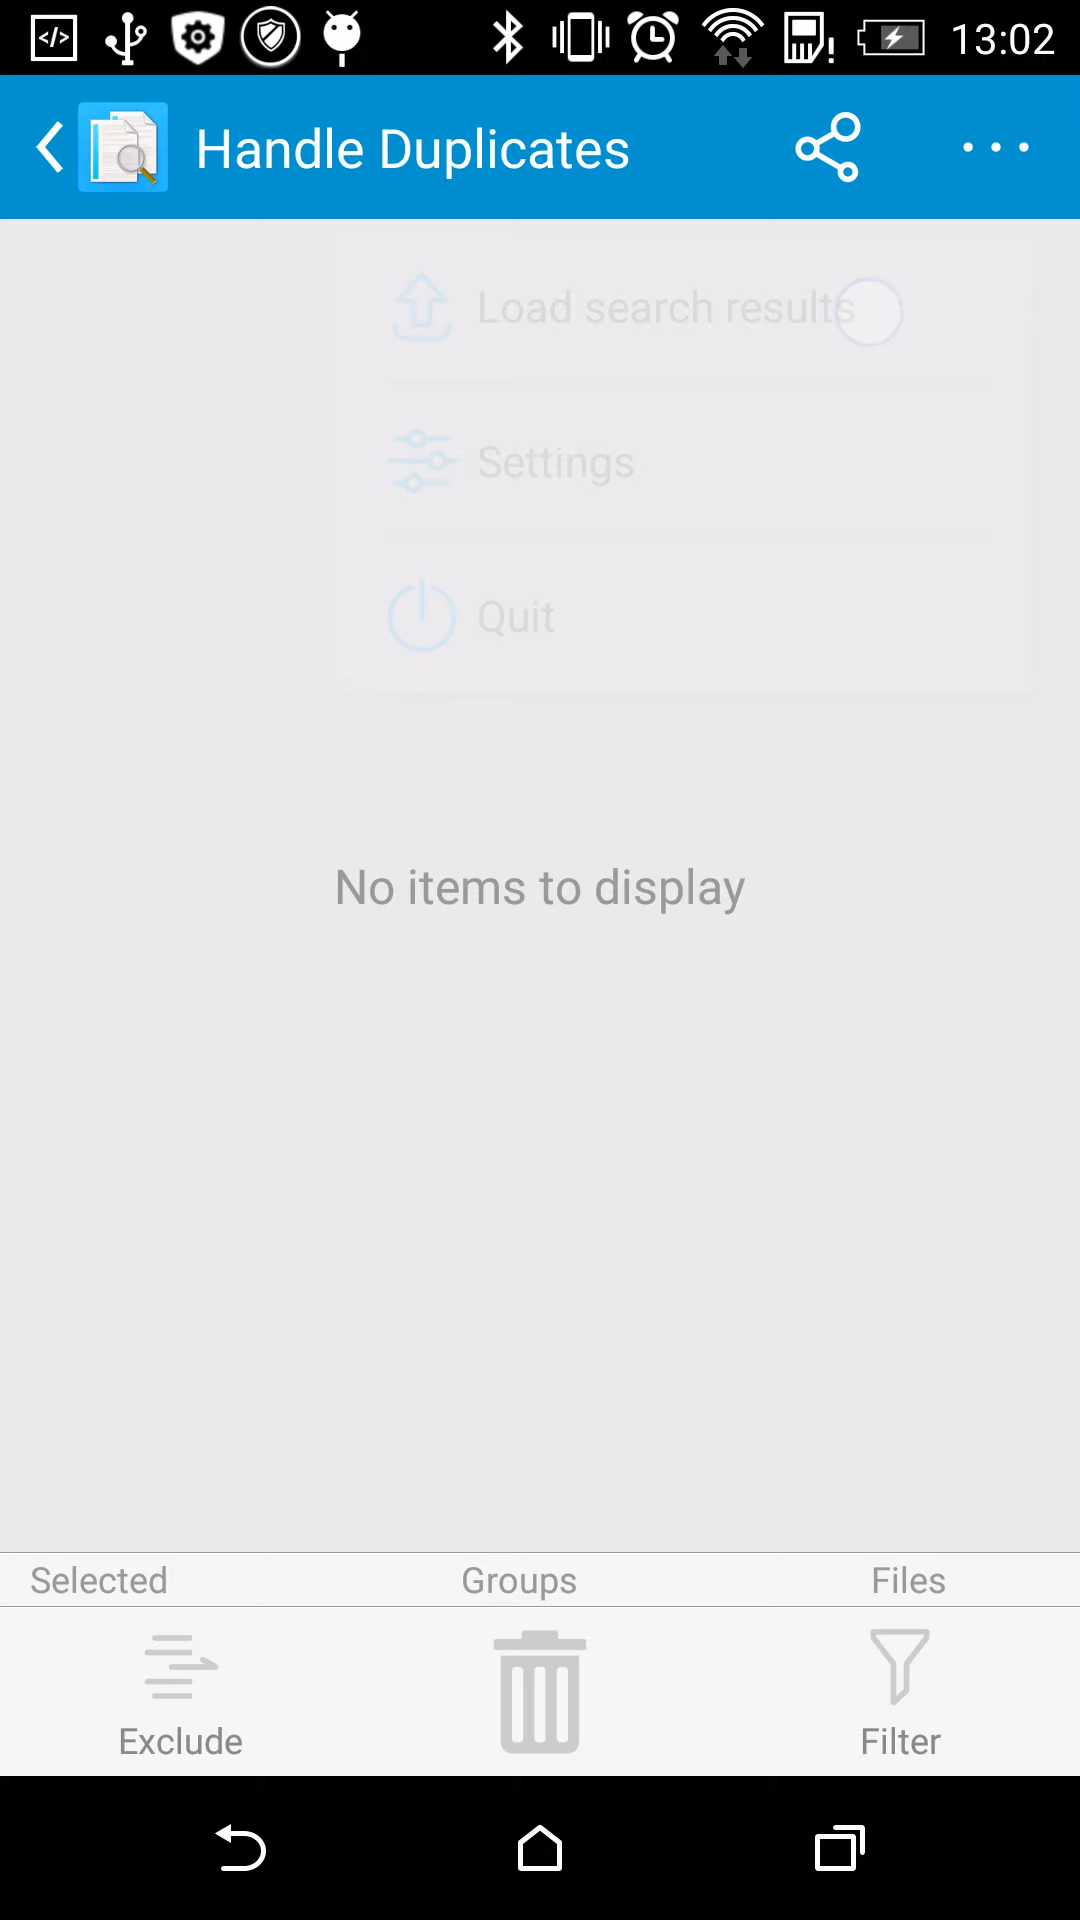 13:02
Handle Duplicates
Load search results
Settings
Quit
No items to display
Selected Groups Files
Exclude Filter